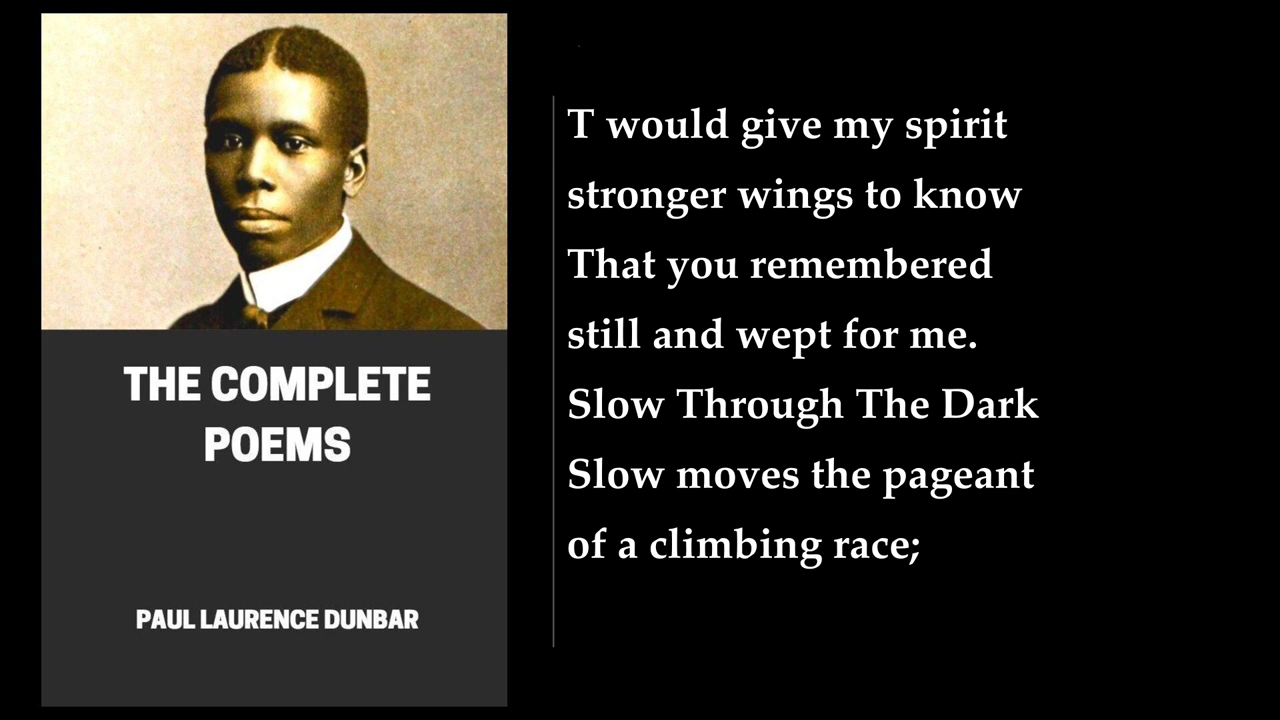 THE COMPLETE
POEMS
PAUL LAURENCE DUNBAR
T would give my spirit
stronger wings to know
That you remembered
still and wept for me.
Slow Through The Dark
Slow moves the pageant
of a climbing race;